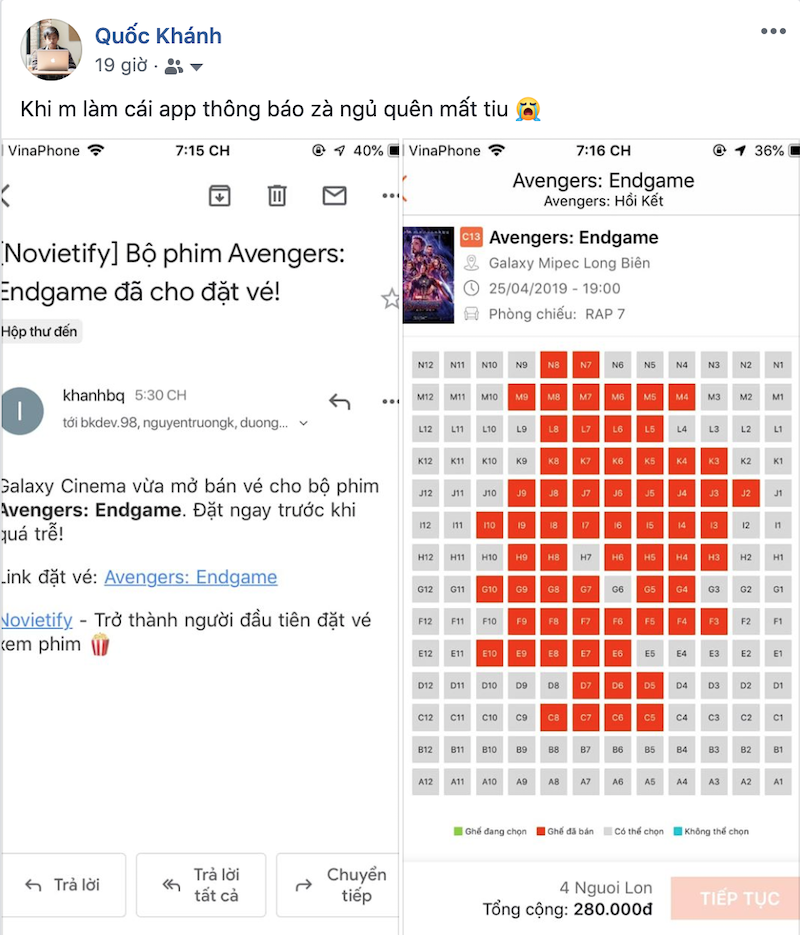 Quốc Khánh
19 giờ ·
Khi m làm cái app thông báo zà ngủ quên mất tiu 😭
VinaPhone 7:15 CH 40%
[Novietify] Bộ phim Avengers:
Endgame đã cho đặt vé!
Hộp thư đến
I
khanhbq 5:30 CH
tới bkdev.98, nguyentruongk, duong...
Galaxy Cinema vừa mở bán vé cho bộ phim
Avengers: Endgame. Đặt ngay trước khi
quá trễ!
Link đặt vé: Avengers: Endgame
Novietify - Trở thành người đầu tiên đặt vé
xem phim 🍿
Trả lời
Trả lời
tất cả
Chuyển
tiếp
VinaPhone 7:16 CH 36%
Avengers: Endgame
Avengers: Hồi Kết
C13 Avengers: Endgame
Galaxy Mipec Long Biên
25/04/2019 - 19:00
Phòng chiếu: RAP 7
N12 N11 N10 N9 N8 N7 N6 N5 N4 N3 N2 N1
M12 M11 M10 M9 M8 M7 M6 M5 M4 M3 M2 M1
L12 L11 L10 L9 L8 L7 L6 L5 L4 L3 L2 L1
K12 K11 K10 K9 K8 K7 K6 K5 K4 K3 K2 K1
J12 J11 J10 J9 J8 J7 J6 J5 J4 J3 J2 J1
I12 I11 I10 I9 I8 I7 I6 I5 I4 I3 I2 I1
H12 H11 H10 H9 H8 H7 H6 H5 H4 H3 H2 H1
G12 G11 G10 G9 G8 G7 G6 G5 G4 G3 G2 G1
F12 F11 F10 F9 F8 F7 F6 F5 F4 F3 F2 F1
E12 E11 E10 E9 E8 E7 E6 E5 E4 E3 E2 E1
D12 D11 D10 D9 D8 D7 D6 D5 D4 D3 D2 D1
C12 C11 C10 C9 C8 C7 C6 C5 C4 C3 C2 C1
B12 B11 B10 B9 B8 B7 B6 B5 B4 B3 B2 B1
A12 A11 A10 A9 A8 A7 A6 A5 A4 A3 A2 A1
Ghế đang chọn Ghế đã bán Có thể chọn Không thể chọn
4 Nguoi Lon
Tổng cộng: 280.000đ
TIẾP TỤC